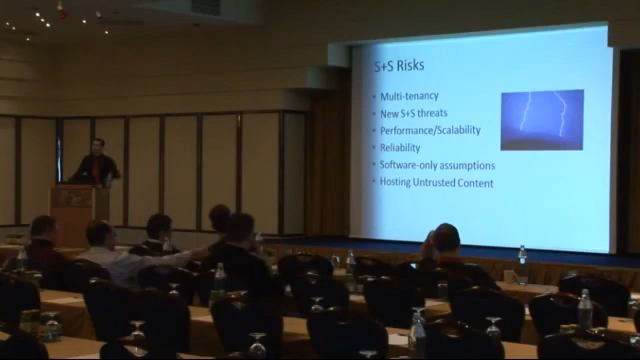 S+S Risks
Multi-tenancy
New S+S threats
Performance/Scalability
Reliability
Software-only assumptions
Hosting Untrusted Content